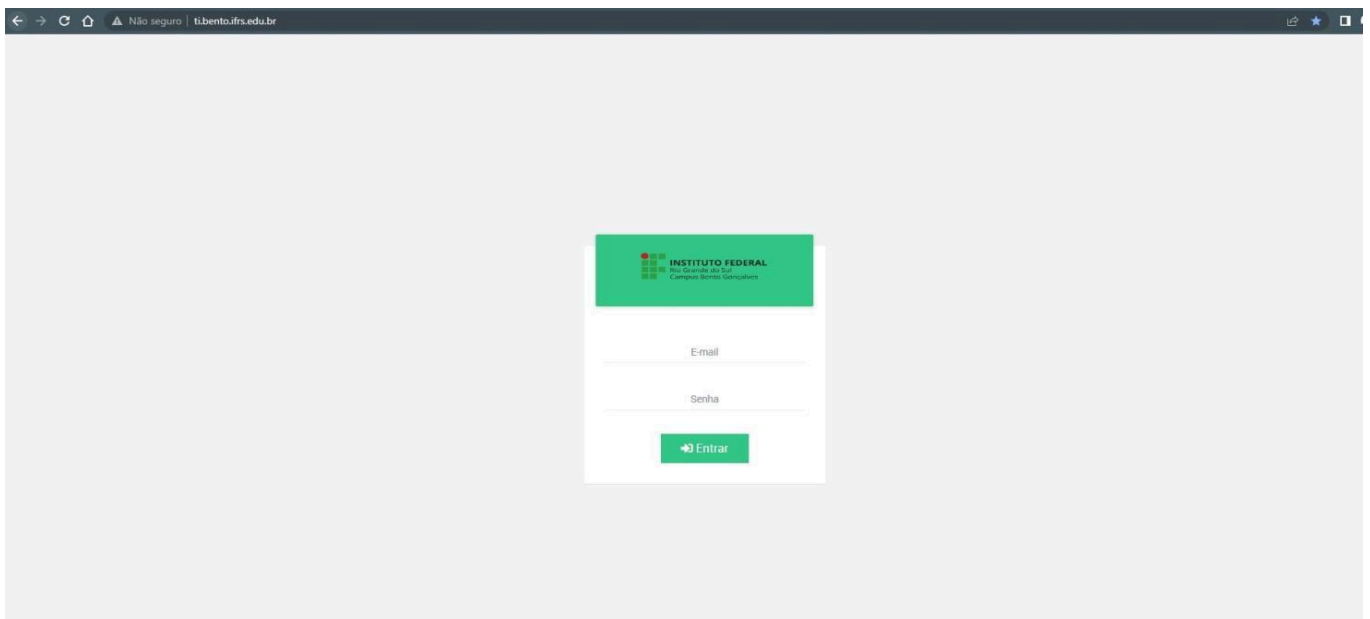 Não seguro | ti.bento.ifrs.edu.br
INSTITUTO FEDERAL
Rio Grande do Sul
Campus Bento Gonçalves
E-mail
Senha
Entrar